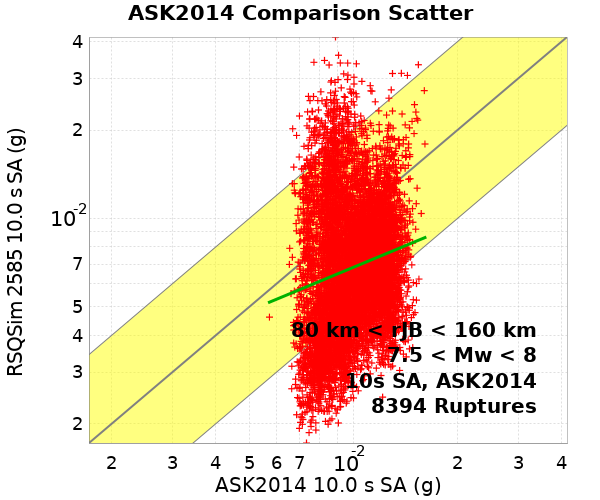 ASK2014 Comparison Scatter
RSQSim 2585 10.0 s SA (g)
4
3
2
10-2
7
5
4
3
2
80 km < rJB < 160 km
7.5 < Mw < 8
10s SA, ASK2014
8394 Ruptures
2 3 4 5 6 7 10-2 2 3 4
ASK2014 10.0 s SA (g)